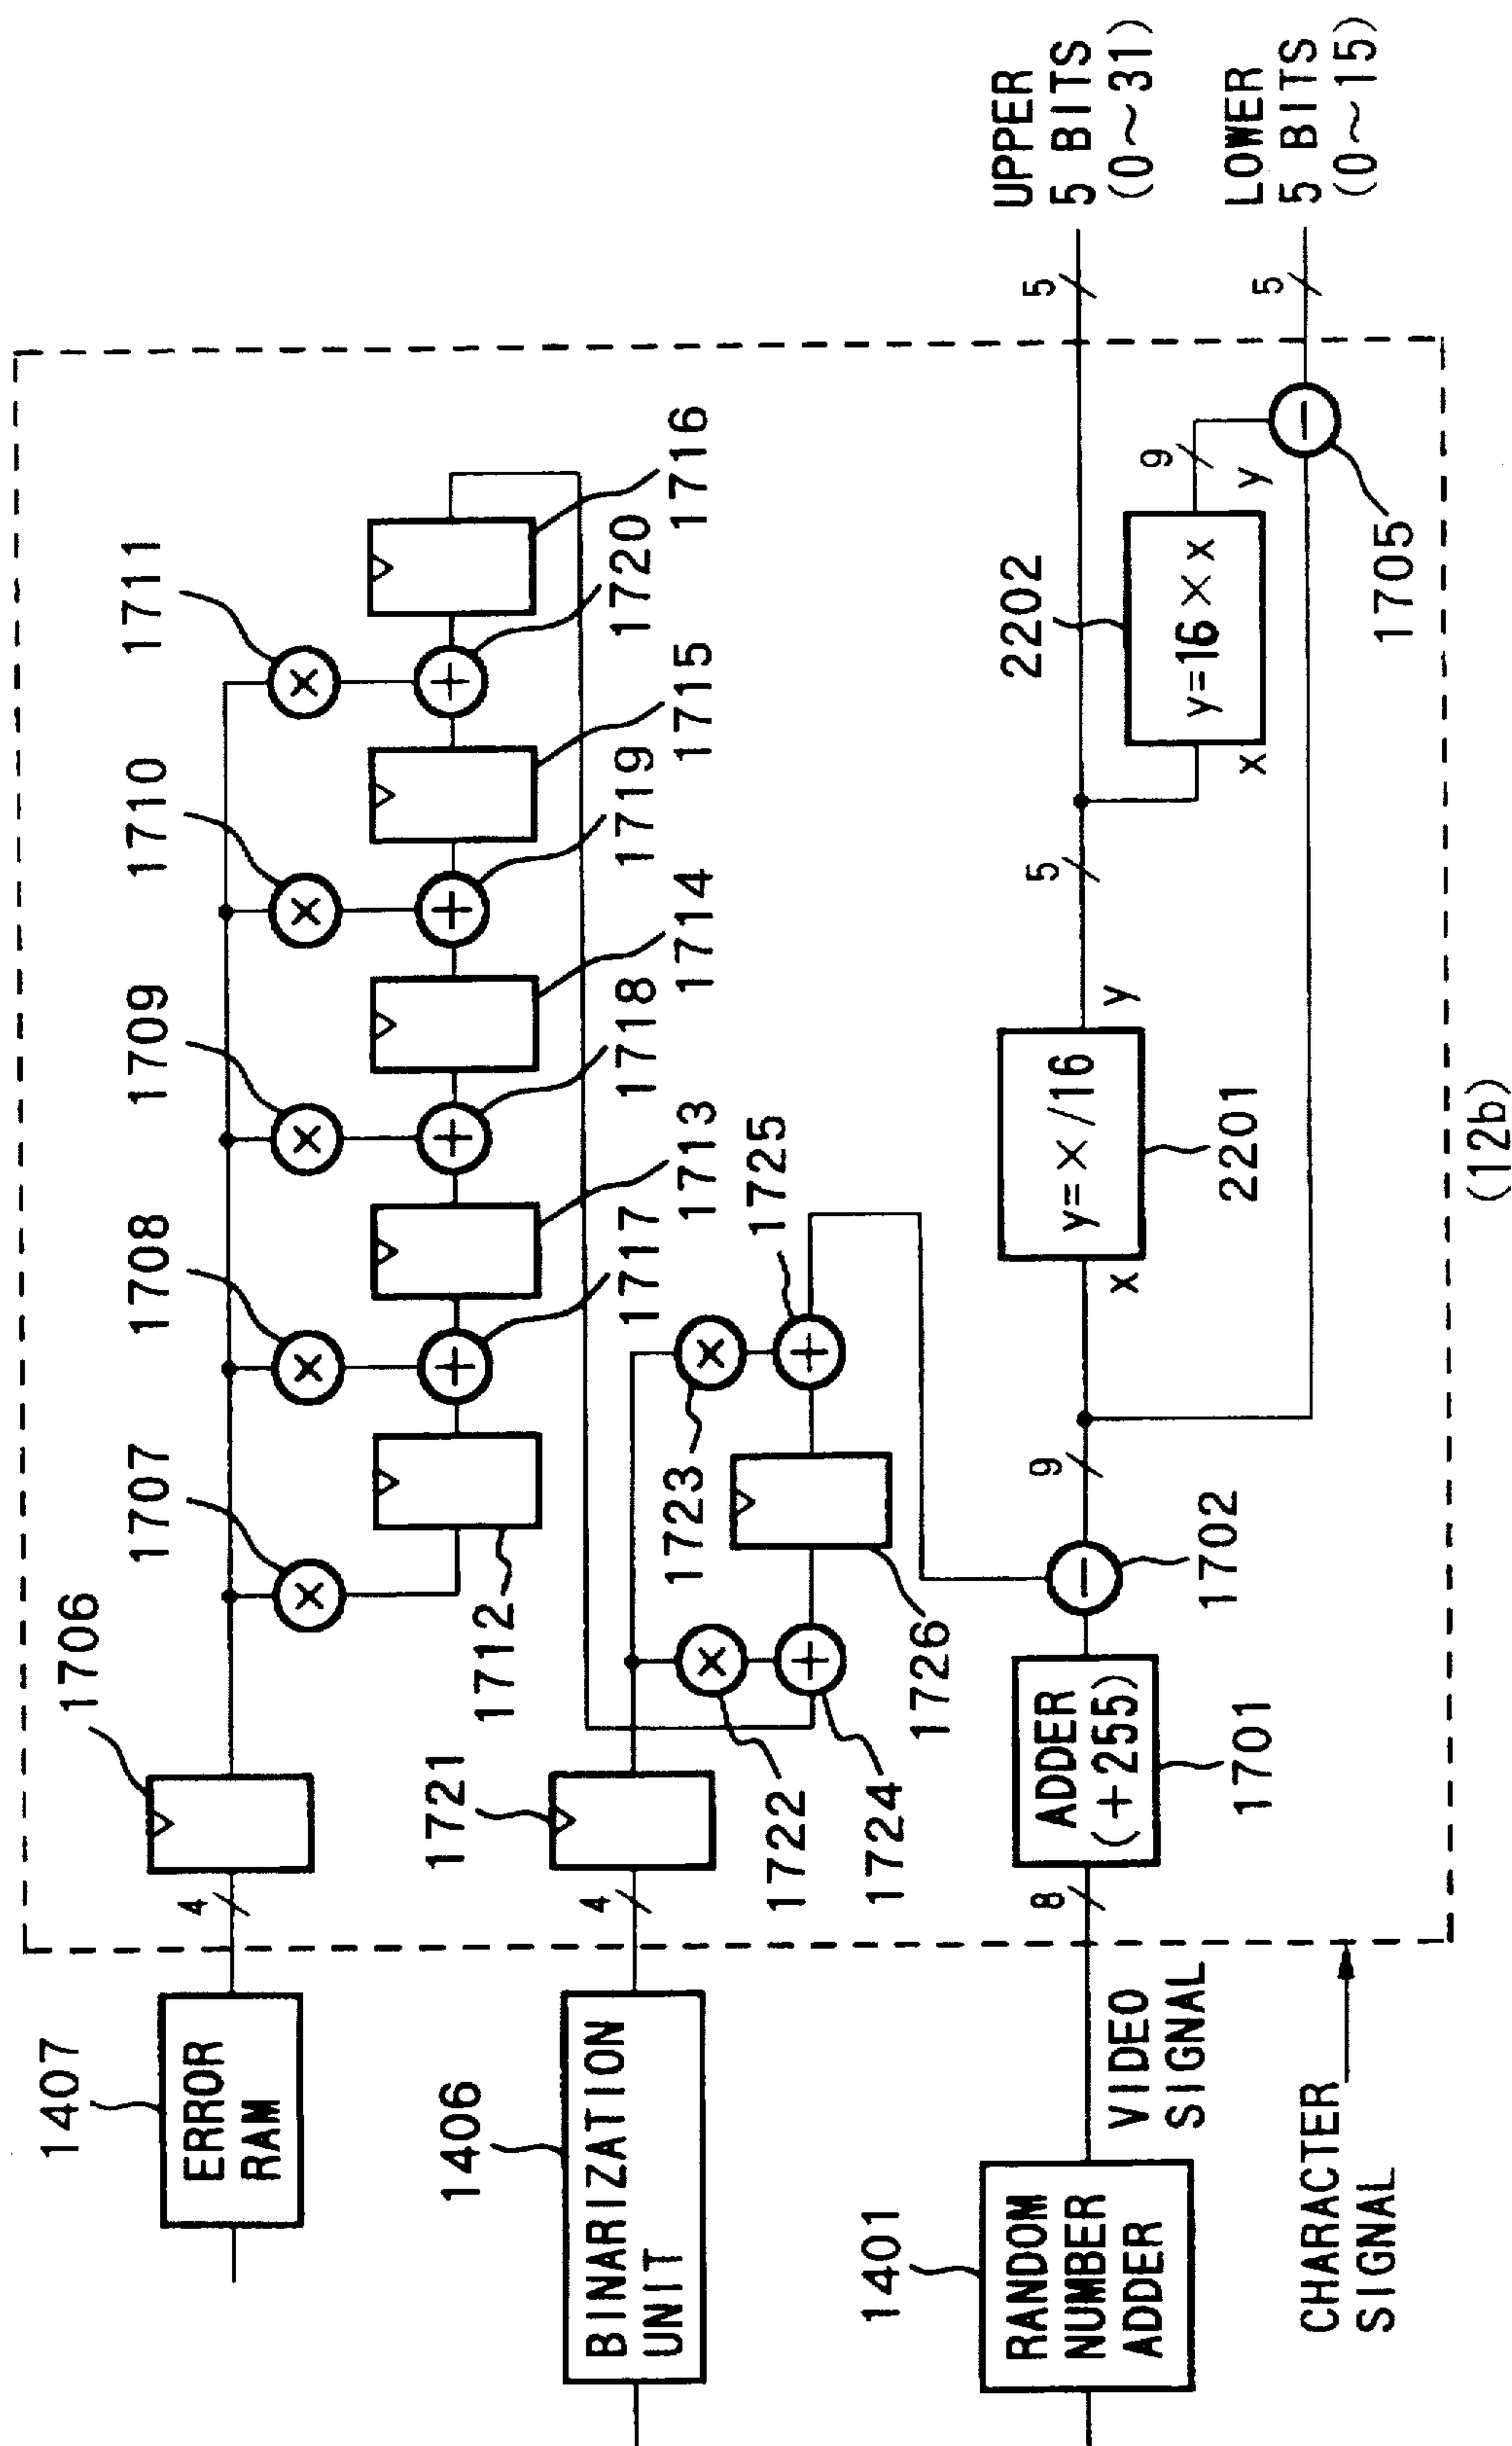 1407
ERROR
RAM
4
1706
1707
1708
1709
1710
1711
×
×
×
×
×
1712
1713
1714
1715
1716
+
+
+
+
1717
1718
1719
1720
1406
BINARIZATION
UNIT
4
1721
×
×
1722
1723
+
+
1724
1725
1726
1401
RANDOM
NUMBER
ADDER
VIDEO
SIGNAL
8
ADDER
(+255)
1701
−
1702
9
x
y=×/16
y
2201
5
2202
x
y=16××
y
9
−
1705
5
UPPER
5 BITS
(0~31)
5
LOWER
5 BITS
(0~15)
CHARACTER
SIGNAL
(12b)